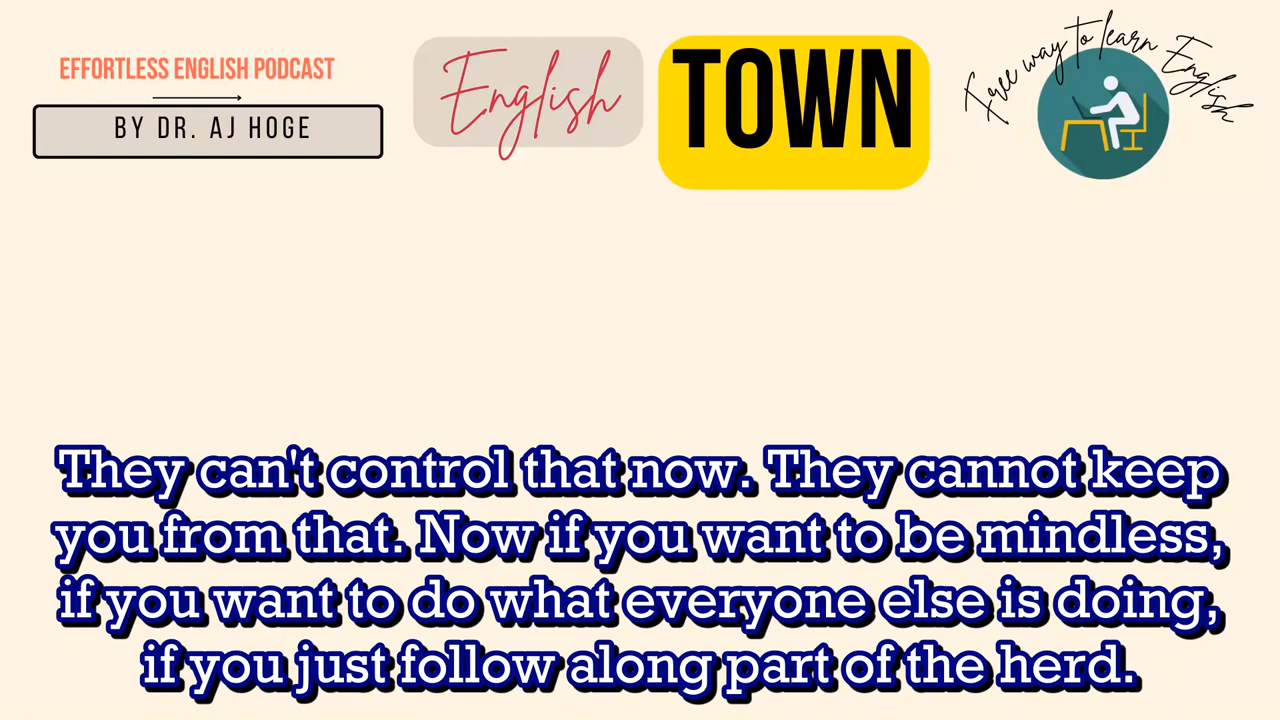 EFFORTLESS ENGLISH PODCAST
BY DR. AJ HOGE
English
TOWN
Free way to learn English
They can't control that now. They cannot keep
you from that. Now if you want to be mindless,
if you want to do what everyone else is doing,
if you just follow along part of the herd.